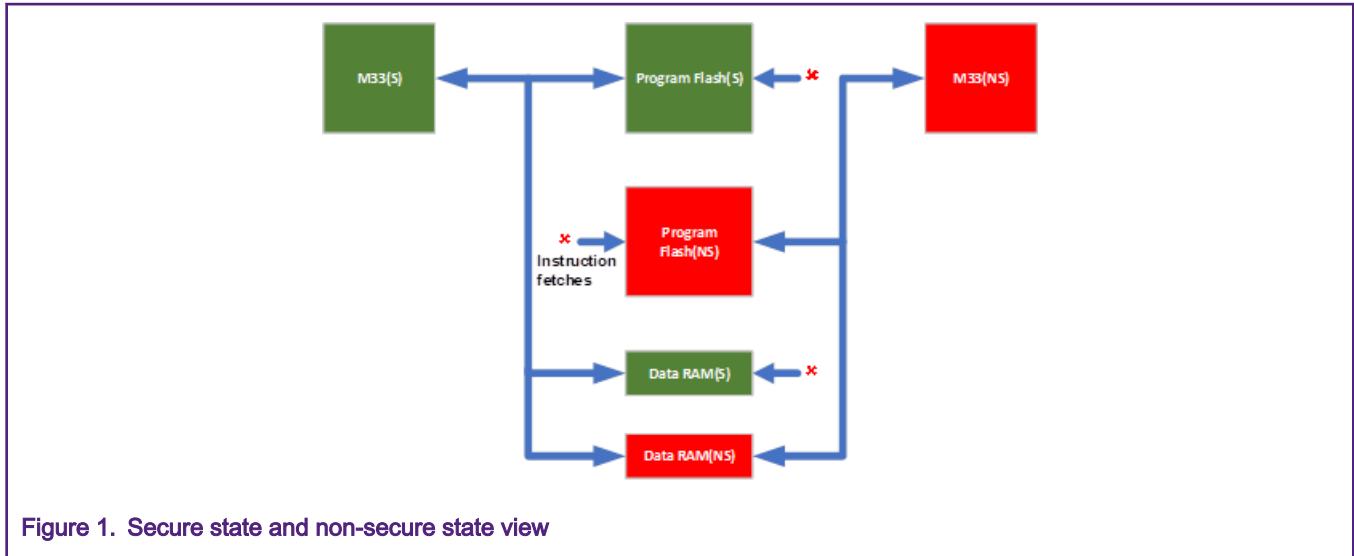 M33(S)
Program Flash(S)
M33(NS)
Program
Flash(NS)
Instruction
fetches
Data RAM(S)
Data RAM(NS)
Figure 1. Secure state and non-secure state view